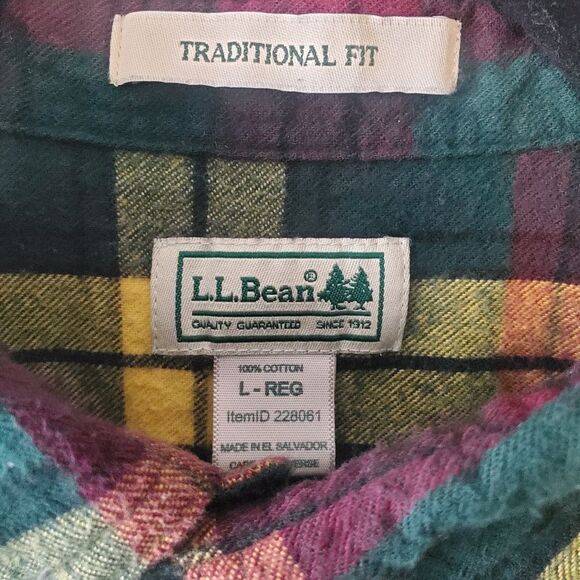 TRADITIONAL FIT
L.L.Bean®
QUALITY GUARANTEED SINCE 1912
100% COTTON
L - REG
ItemID 228061
MADE IN EL SALVADOR